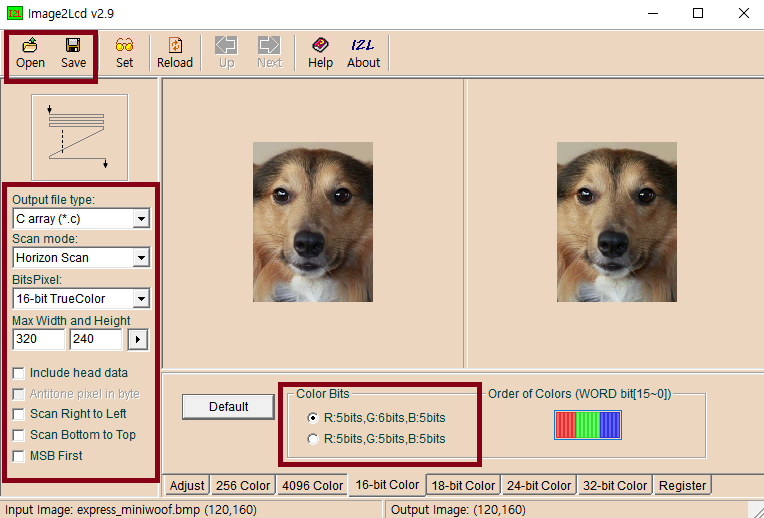 I2L Image2Lcd v2.9
Open Save Set Reload Up Next I2L Help About
Output file type:
C array (*.c)
Scan mode:
Horizon Scan
BitsPixel:
16-bit TrueColor
Max Width and Height
320 240
Include head data
Antitone pixel in byte
Scan Right to Left
Scan Bottom to Top
MSB First
Default
Color Bits
R:5bits,G:6bits,B:5bits
R:5bits,G:5bits,B:5bits
Order of Colors (WORD bit[15~0])
Adjust 256 Color 4096 Color 16-bit Color 18-bit Color 24-bit Color 32-bit Color Register
Input Image: express_miniwoof.bmp (120,160) Output Image: (120,160)